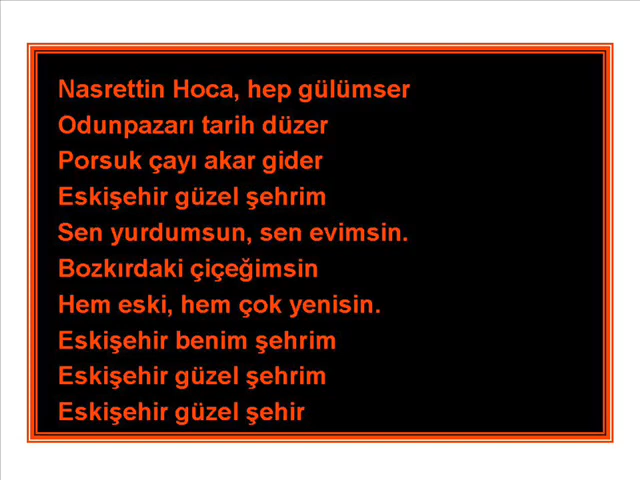 Nasrettin Hoca, hep gülümser
Odunpazarı tarih düzer
Porsuk çayı akar gider
Eskişehir güzel şehrim
Sen yurdumsun, sen evimsin.
Bozkırdaki çiçeğimsin
Hem eski, hem çok yenisin.
Eskişehir benim şehrim
Eskişehir güzel şehrim
Eskişehir güzel şehir